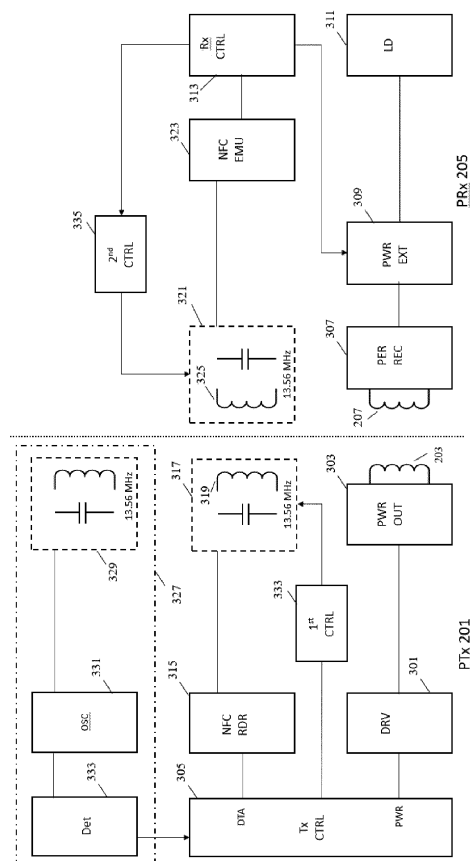 333
Det
331
OSC
13.56 MHz
329
327
305
DTA
Tx
CTRL
PWR
315
NFC
RDR
317
319
13.56 MHz
333
1st
CTRL
301
DRV
303
PWR
OUT
203
PTx 201
335
2nd
CTRL
321
325
13.56 MHz
323
NFC
EMU
313
Rx
CTRL
207
307
PER
REC
309
PWR
EXT
311
LD
PRx 205